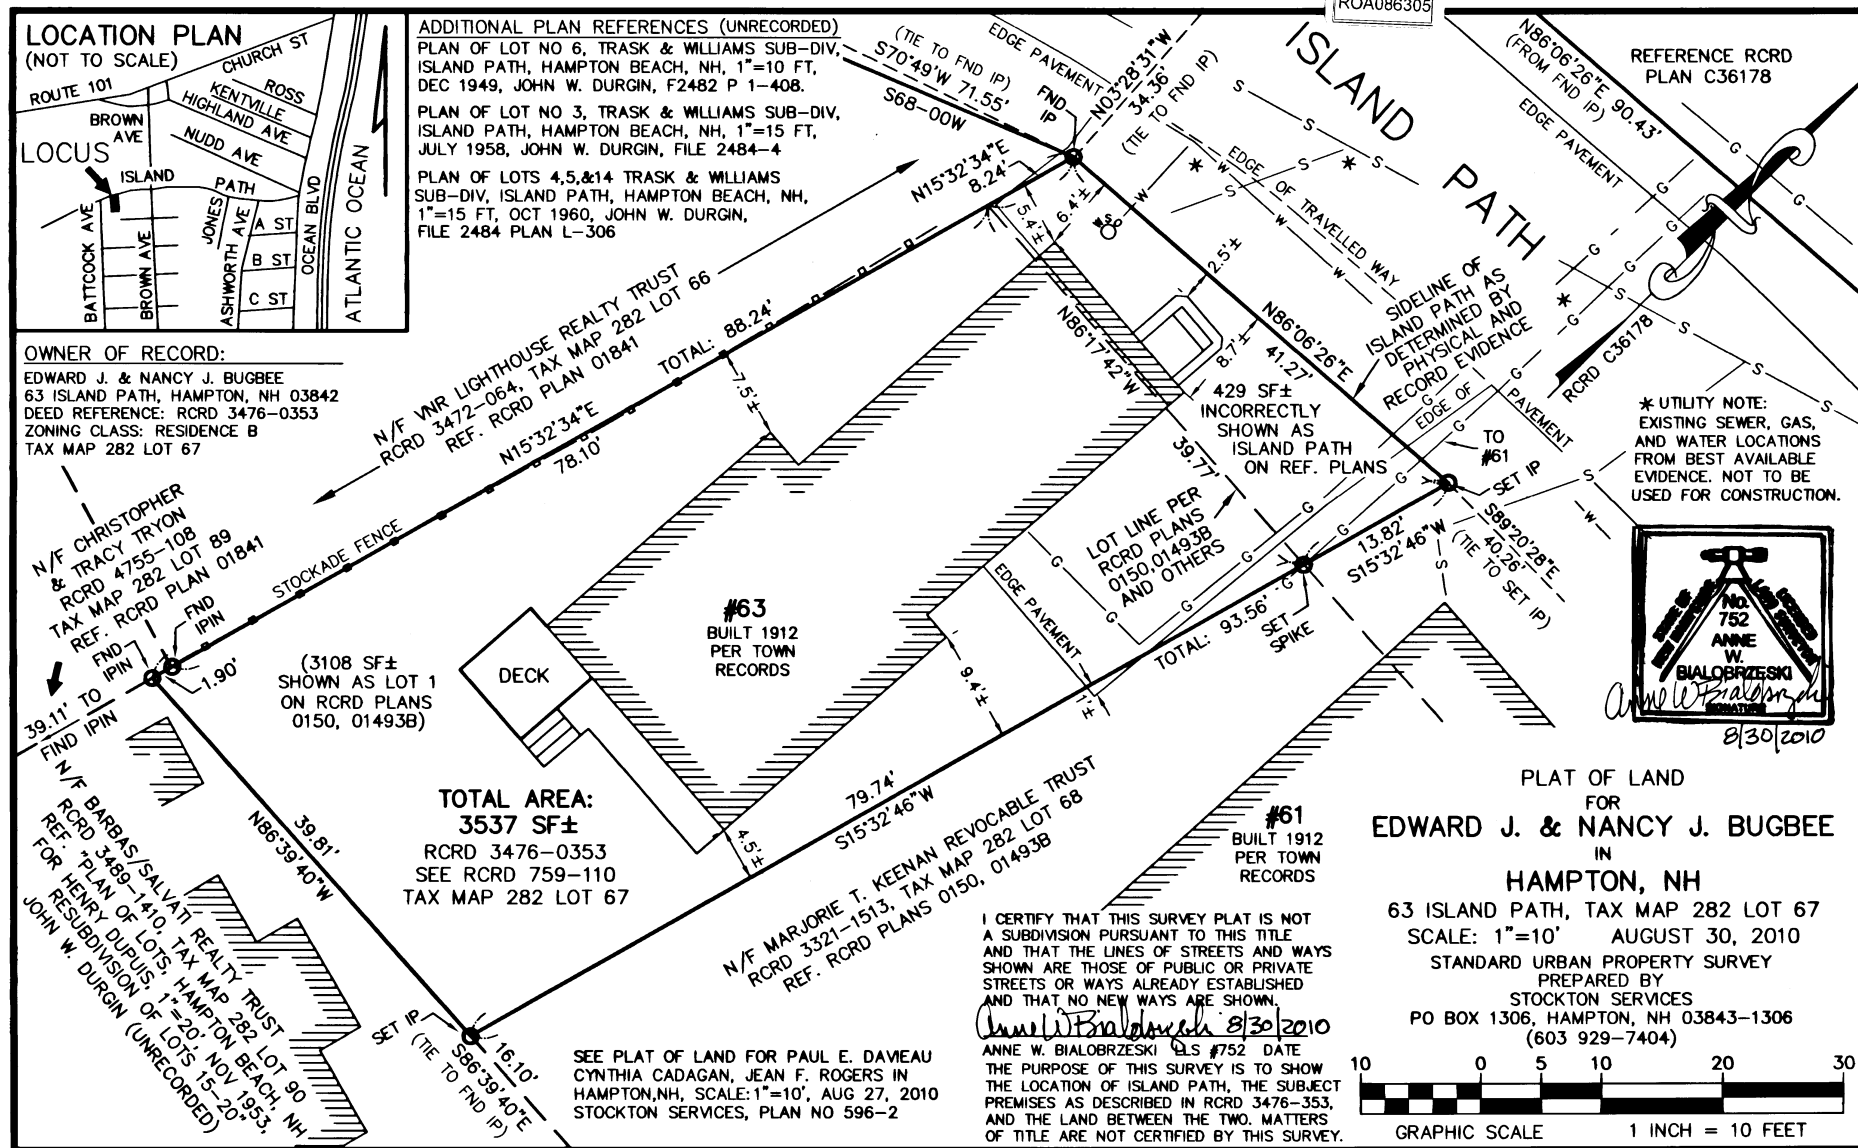 ROA086305
LOCATION PLAN
(NOT TO SCALE)
CHURCH ST
ROUTE 101
ROSS
KENTVILLE
HIGHLAND AVE
BROWN
AVE
NUDD AVE
LOCUS
ISLAND
PATH
BATTCOCK AVE
BROWN AVE
JONES
ASHWORTH AVE
A ST
B ST
C ST
OCEAN BLVD
ATLANTIC OCEAN
ADDITIONAL PLAN REFERENCES (UNRECORDED)
PLAN OF LOT NO 6, TRASK & WILLIAMS SUB-DIV,
ISLAND PATH, HAMPTON BEACH, NH, 1"=10 FT,
DEC 1949, JOHN W. DURGIN, F2482 P 1-408.
PLAN OF LOT NO 3, TRASK & WILLIAMS SUB-DIV,
ISLAND PATH, HAMPTON BEACH, NH, 1"=15 FT,
JULY 1958, JOHN W. DURGIN, FILE 2484-4
PLAN OF LOTS 4,5,&14 TRASK & WILLIAMS
SUB-DIV, ISLAND PATH, HAMPTON BEACH, NH,
1"=15 FT, OCT 1960, JOHN W. DURGIN,
FILE 2484 PLAN L-306
OWNER OF RECORD:
EDWARD J. & NANCY J. BUGBEE
63 ISLAND PATH, HAMPTON, NH 03842
DEED REFERENCE: RCRD 3476-0353
ZONING CLASS: RESIDENCE B
TAX MAP 282 LOT 67
(TIE TO FND IP)
S70°49'W 71.55'
S68-00W
EDGE PAVEMENT
FND
IP
N03°28'31"W
34.36'
(TIE TO FND IP)
ISLAND PATH
N86°06'26"E 90.43'
(FROM FND IP)
EDGE PAVEMENT
REFERENCE RCRD
PLAN C36178
RCRD C36178
EDGE OF TRAVELLED WAY
WSO
N15°32'34"E
8.24'
5.4'±
6.4'±
2.5'±
8.7'±
N86°06'26"E
41.27'
SIDELINE OF
ISLAND PATH AS
DETERMINED BY
PHYSICAL AND
RECORD EVIDENCE
EDGE OF
PAVEMENT
TO
#61
SET IP
S89°20'28"E
40.26'
(TIE TO SET IP)
* UTILITY NOTE:
EXISTING SEWER, GAS,
AND WATER LOCATIONS
FROM BEST AVAILABLE
EVIDENCE. NOT TO BE
USED FOR CONSTRUCTION.
N/F VNR LIGHTHOUSE REALTY TRUST
RCRD 3472-064, TAX MAP 282 LOT 66
REF. RCRD PLAN 01841
TOTAL: 88.24'
N15°32'34"E
78.10'
7.5'±
STOCKADE FENCE
N86°17'42"W
39.77'
429 SF±
INCORRECTLY
SHOWN AS
ISLAND PATH
ON REF. PLANS
LOT LINE PER
RCRD PLANS
0150,01493B
AND OTHERS
13.82'
S15°32'46"W
TOTAL: 93.56'
SET
SPIKE
EDGE PAVEMENT
9.4'±
1'±
N/F CHRISTOPHER
& TRACY TRYON
RCRD 4755-108
TAX MAP 282 LOT 89
REF. RCRD PLAN 01841
FND
IPIN
FND
IPIN
1.90'
39.11' TO
FIND IPIN
(3108 SF±
SHOWN AS LOT 1
ON RCRD PLANS
0150, 01493B)
DECK
#63
BUILT 1912
PER TOWN
RECORDS
TOTAL AREA:
3537 SF±
RCRD 3476-0353
SEE RCRD 759-110
TAX MAP 282 LOT 67
4.5'±
79.74'
S15°32'46"W
N/F MARJORIE T. KEENAN REVOCABLE TRUST
RCRD 3321-1513, TAX MAP 282 LOT 68
REF. RCRD PLANS 0150, 01493B
39.81'
N86°39'40"W
N/F BARBAS/SALVATI REALTY TRUST
RCRD 3489-1410, TAX MAP 282 LOT 90
REF. "PLAN OF LOTS, HAMPTON BEACH, NH
FOR HENRY DUPUIS, 1"=20', NOV 1953,
RESUBDIVISION OF LOTS 15-20"
JOHN W. DURGIN (UNRECORDED)
SET IP
16.10'
S86°39'40"E
(TIE TO FND IP)
SEE PLAT OF LAND FOR PAUL E. DAVIEAU
CYNTHIA CADAGAN, JEAN F. ROGERS IN
HAMPTON,NH, SCALE:1"=10', AUG 27, 2010
STOCKTON SERVICES, PLAN NO 596-2
#61
BUILT 1912
PER TOWN
RECORDS
I CERTIFY THAT THIS SURVEY PLAT IS NOT
A SUBDIVISION PURSUANT TO THIS TITLE
AND THAT THE LINES OF STREETS AND WAYS
SHOWN ARE THOSE OF PUBLIC OR PRIVATE
STREETS OR WAYS ALREADY ESTABLISHED
AND THAT NO NEW WAYS ARE SHOWN.
Anne W Bialobrzeski 8/30/2010
ANNE W. BIALOBRZESKI LLS #752 DATE
THE PURPOSE OF THIS SURVEY IS TO SHOW
THE LOCATION OF ISLAND PATH, THE SUBJECT
PREMISES AS DESCRIBED IN RCRD 3476-353,
AND THE LAND BETWEEN THE TWO. MATTERS
OF TITLE ARE NOT CERTIFIED BY THIS SURVEY.
STATE OF
NEW HAMPSHIRE
LICENSED
LAND SURVEYOR
No.
752
ANNE
W.
BIALOBRZESKI
Anne W Bialobrzeski
SIGNATURE
8/30/2010
PLAT OF LAND
FOR
EDWARD J. & NANCY J. BUGBEE
IN
HAMPTON, NH
63 ISLAND PATH, TAX MAP 282 LOT 67
SCALE: 1"=10' AUGUST 30, 2010
STANDARD URBAN PROPERTY SURVEY
PREPARED BY
STOCKTON SERVICES
PO BOX 1306, HAMPTON, NH 03843-1306
(603 929-7404)
10 0 5 10 20 30
GRAPHIC SCALE 1 INCH = 10 FEET